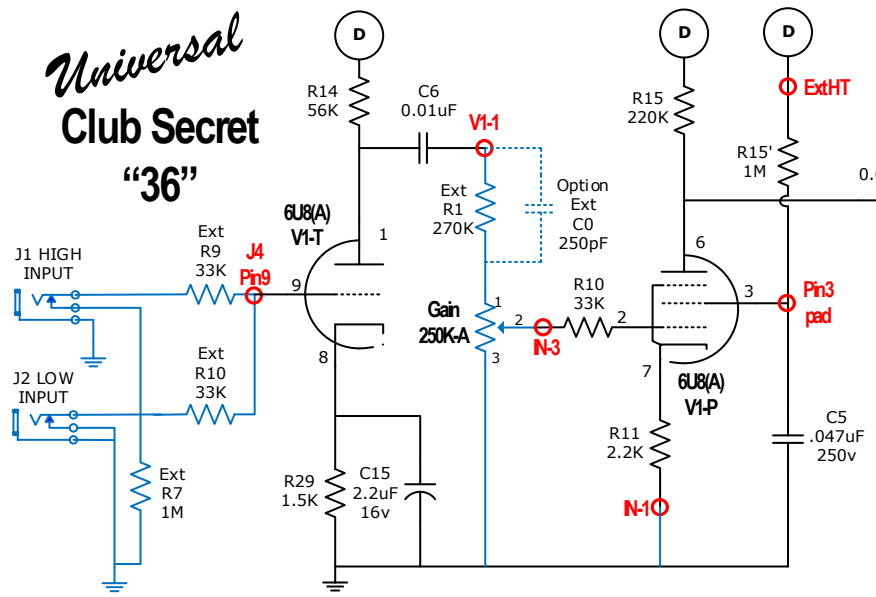 Universal
Club Secret
“36”
D
D
D
R14
56K
C6
0.01uF
V1-1
R15
220K
ExtHT
R15'
1M
Ext
R1
270K
Option
Ext
C0
250pF
6U8(A)
V1-T
1
9
8
6
3
Pin3
pad
J1 HIGH
INPUT
Ext
R9
33K
J4
Pin9
Gain
250K-A
1
2
3
IN-3
R10
33K
2
7
6U8(A)
V1-P
J2 LOW
INPUT
Ext
R10
33K
Ext
R7
1M
R29
1.5K
C15
2.2uF
16v
R11
2.2K
IN-1
C5
.047uF
250v